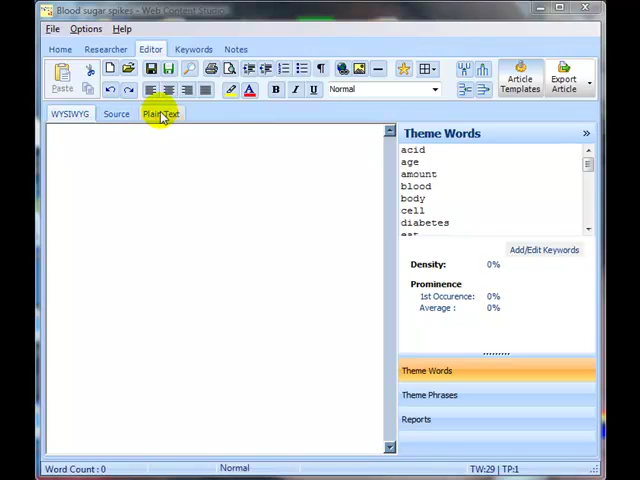 Blood sugar spikes - Web Content Studio
File Options Help
Home Researcher Editor Keywords Notes
Paste
Article Templates
Export Article
B I U A Normal
WYSIWYG Source Plain Text
Theme Words »
acid
age
amount
blood
body
cell
diabetes
eat
Add/Edit Keywords
Density: 0%
Prominence
1st Occurence: 0%
Average : 0%
Theme Words
Theme Phrases
Reports
Word Count : 0 Normal TW:29 | TP:1